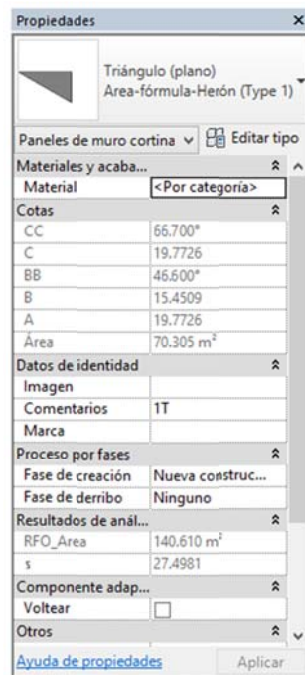 Propiedades
Triángulo (plano)
Area-fórmula-Herón (Type 1)
Paneles de muro cortina Editar tipo
Materiales y acaba...
Material <Por categoría>
Cotas
CC 66.700°
C 19.7726
BB 46.600°
B 15.4509
A 19.7726
Área 70.305 m²
Datos de identidad
Imagen
Comentarios 1T
Marca
Proceso por fases
Fase de creación Nueva construc...
Fase de derribo Ninguno
Resultados de anál...
RFO_Area 140.610 m²
s 27.4981
Componente adap...
Voltear
Otros
Ayuda de propiedades Aplicar